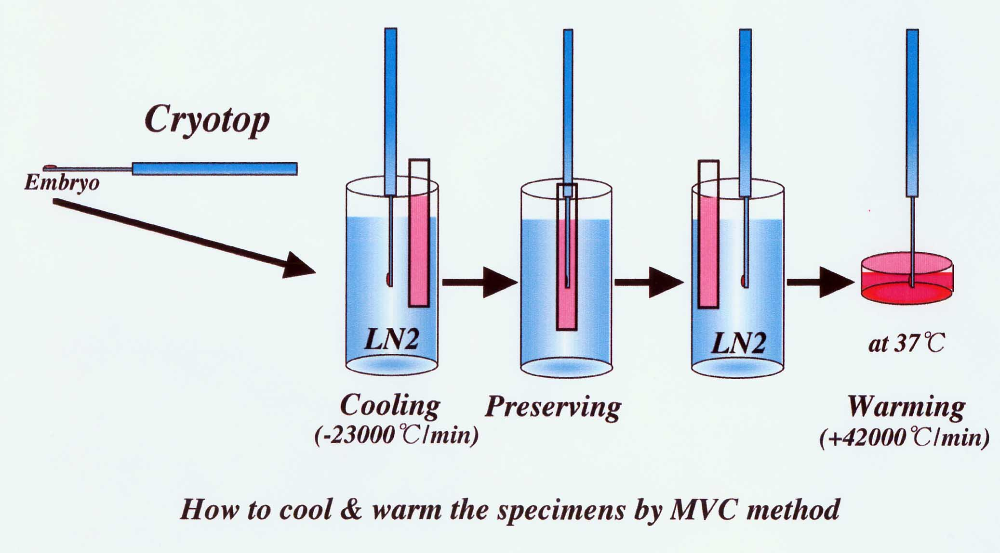 Cryotop
Embryo
LN2
LN2
at 37℃
Cooling
(-23000℃/min)
Preserving
Warming
(+42000℃/min)
How to cool & warm the specimens by MVC method